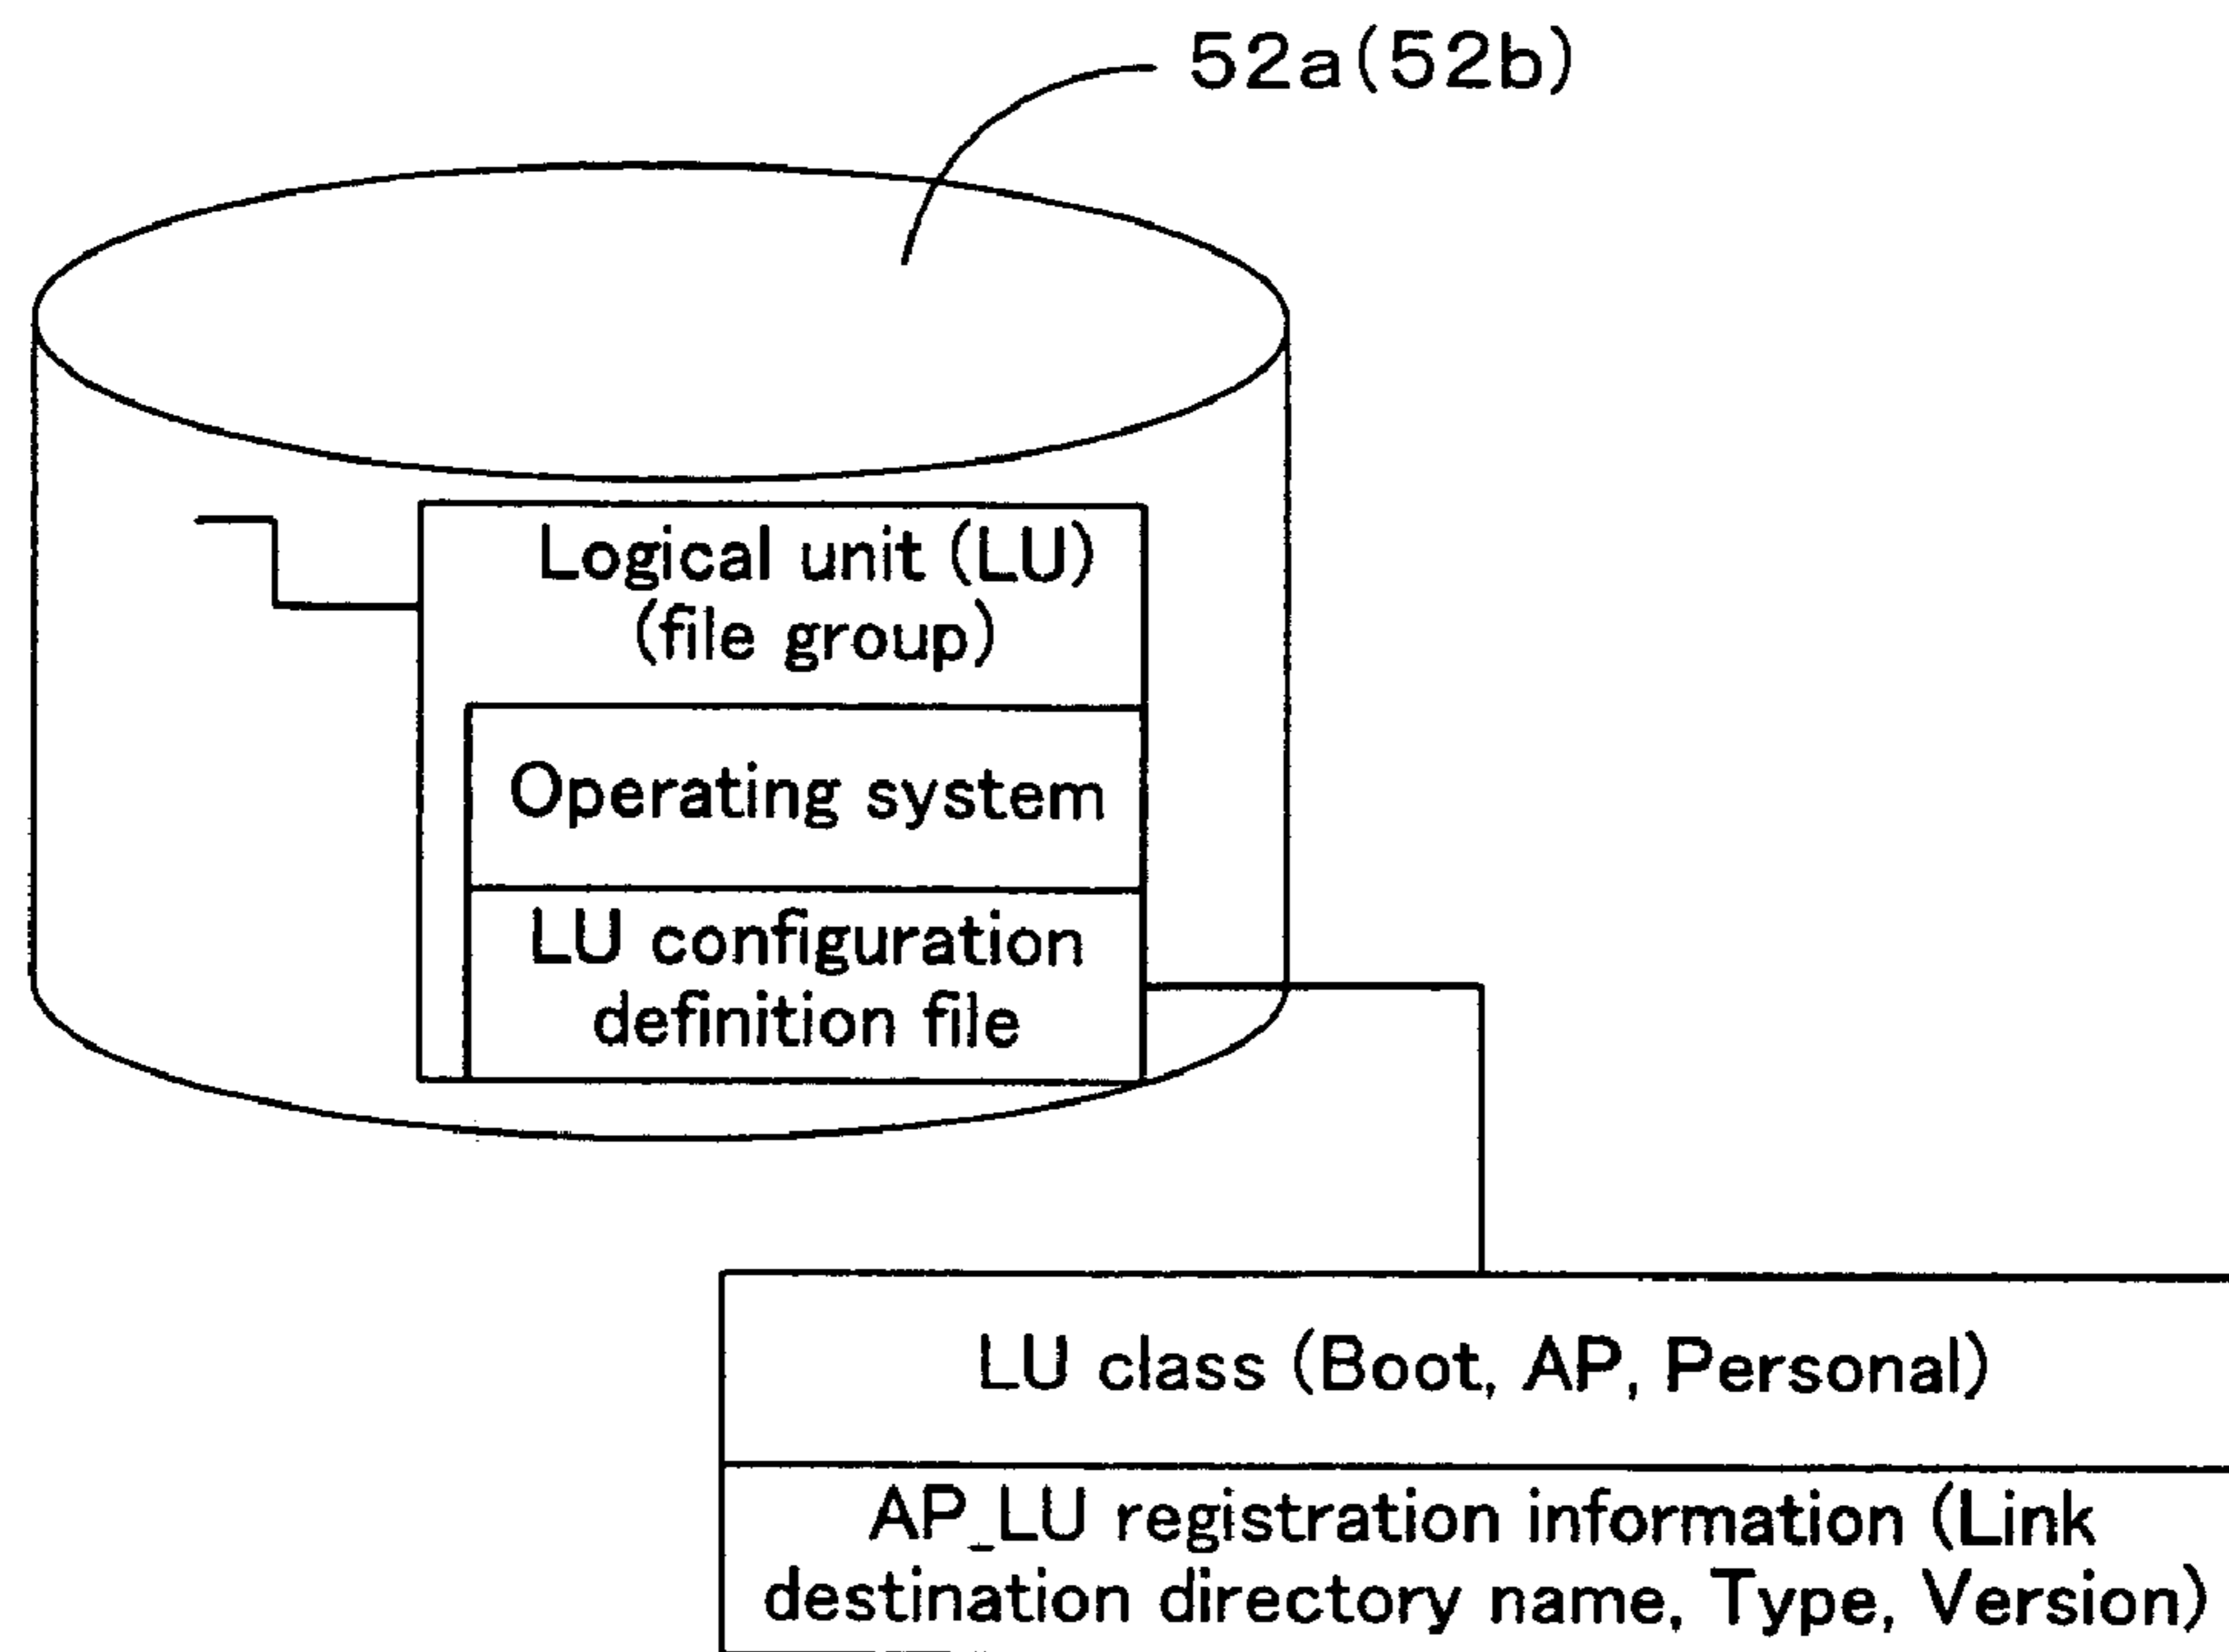 52a(52b)
Logical unit (LU)
(file group)
Operating system
LU configuration
definition file
LU class (Boot, AP, Personal)
AP_LU registration information (Link
destination directory name, Type, Version)